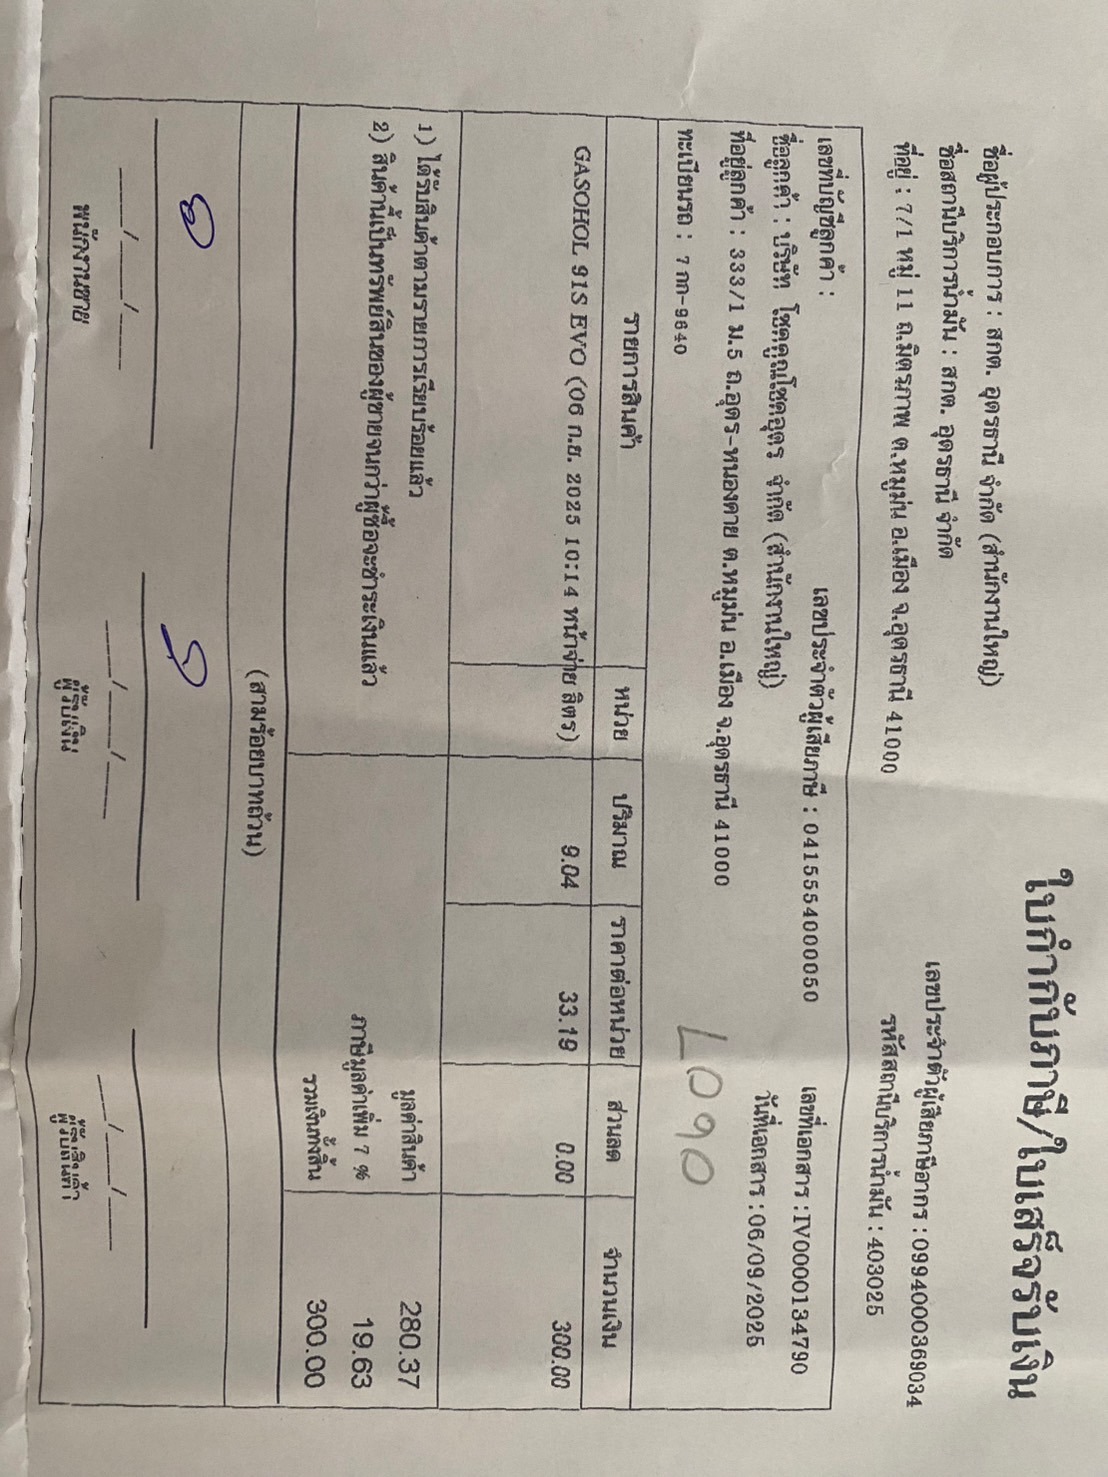 ใบกำกับภาษี/ใบเสร็จรับเงิน
ชื่อผู้ประกอบการ : สกต. อุดรธานี จำกัด (สำนักงานใหญ่)
เลขประจำตัวผู้เสียภาษีอากร : 0994000369034
ชื่อสถานีบริการน้ำมัน : สกต. อุดรธานี จำกัด
รหัสสถานีบริการน้ำมัน : 403025
ที่อยู่ : 7/1 หมู่ 11 ถ.มิตรภาพ ต.หมูม่น อ.เมือง จ.อุดรธานี 41000
เลขที่บัญชีลูกค้า : เลขประจำตัวผู้เสียภาษี : 0415554000050 เลขที่เอกสาร : IV0000134790
ชื่อลูกค้า : บริษัท โชคคูณโชคอุดร จำกัด (สำนักงานใหญ่) วันที่เอกสาร : 06/09/2025
ที่อยู่ลูกค้า : 333/1 ม.5 ถ.อุดร-หนองคาย ต.หมูม่น อ.เมือง จ.อุดรธานี 41000
ทะเบียนรถ : 7 กก-9640 L090
รายการสินค้า หน่วย ปริมาณ ราคาต่อหน่วย ส่วนลด จำนวนเงิน
GASOHOL 91S EVO (06 ก.ย. 2025 10:14 หน้าจ่าย ลิตร) 9.04 33.19 0.00 300.00
1) ได้รับสินค้าตามรายการเรียบร้อยแล้ว มูลค่าสินค้า 280.37
2) สินค้านี้เป็นทรัพย์สินของผู้ขายจนกว่าผู้ซื้อจะชำระเงินแล้ว ภาษีมูลค่าเพิ่ม 7 % 19.63
รวมเงินทั้งสิ้น 300.00
(สามร้อยบาทถ้วน)
___/___/___ ___/___/___ ___/___/___
พนักงานขาย ผู้รับเงิน ผู้รับสินค้า